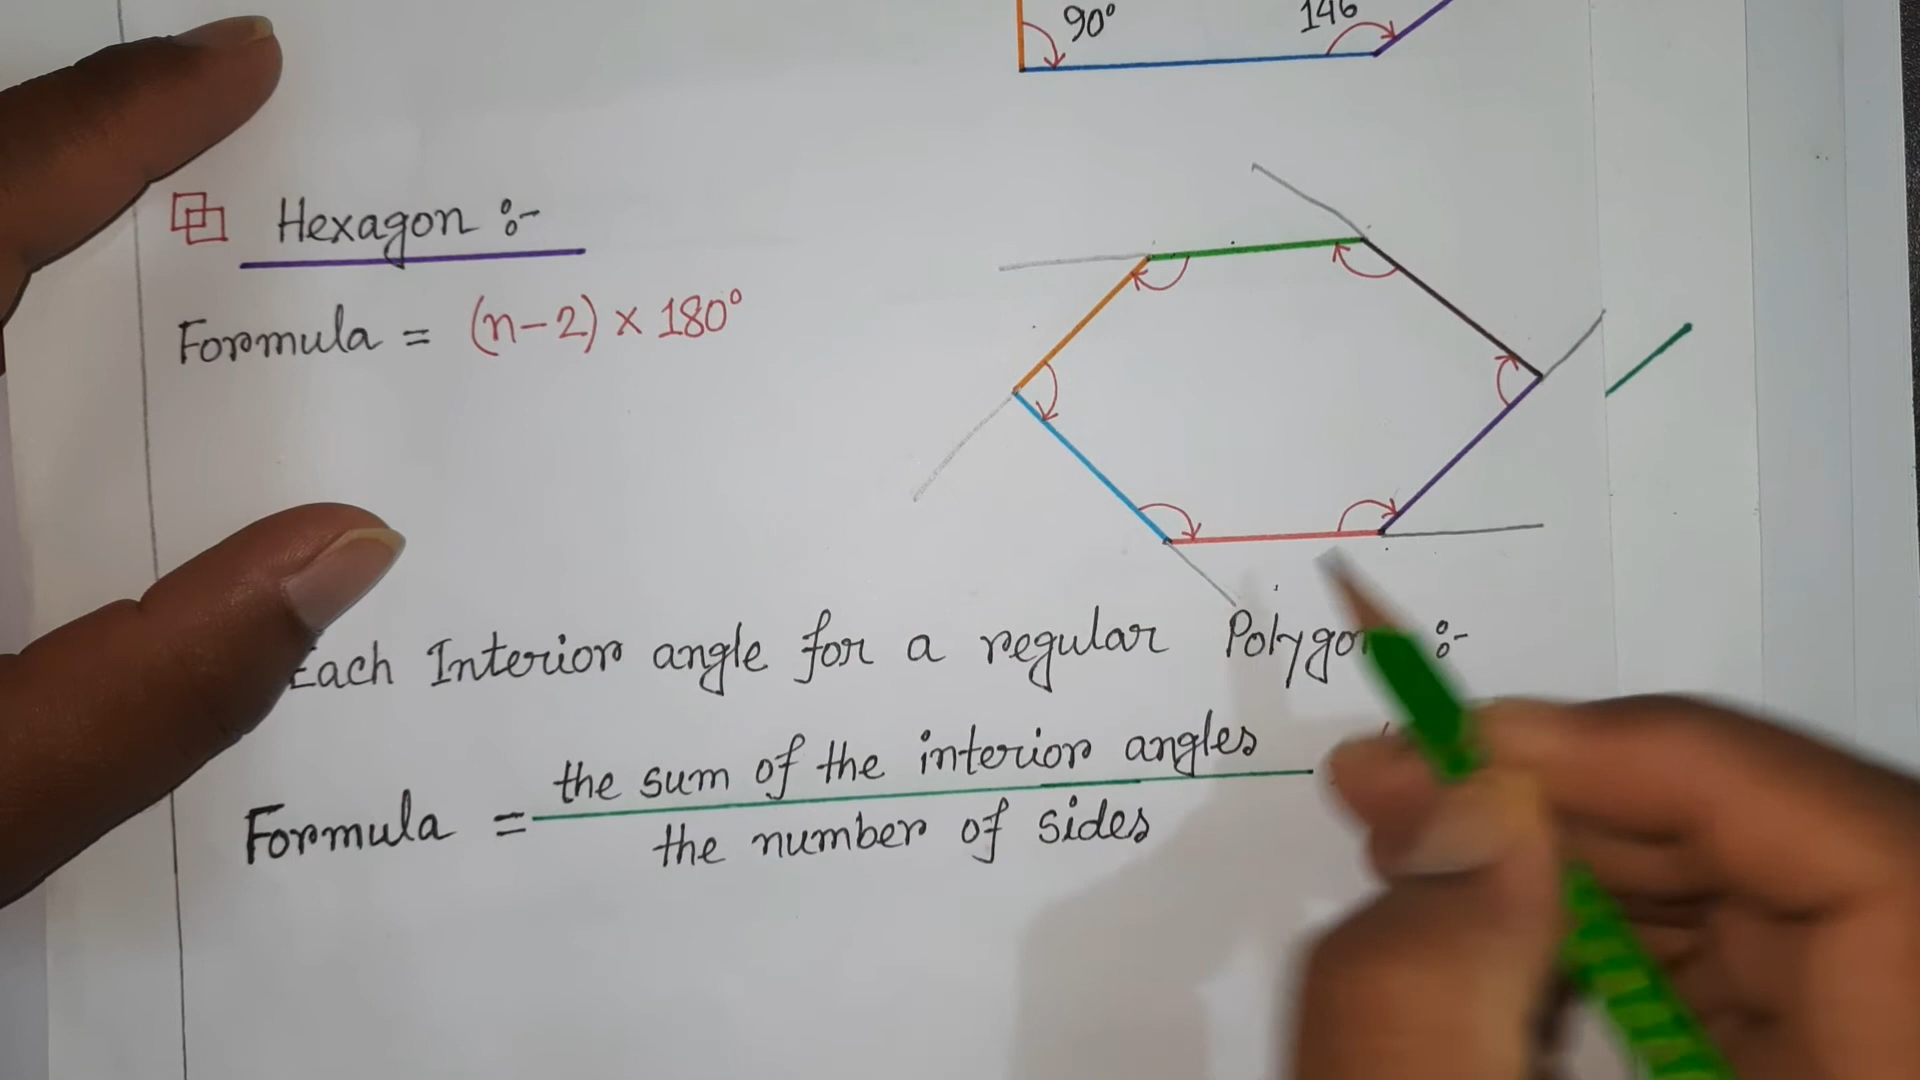 90° 146
Hexagon :-
Formula = (n-2) × 180°
Each Interior angle for a regular Polygon :-
the sum of the interior angles
Formula =
the number of sides